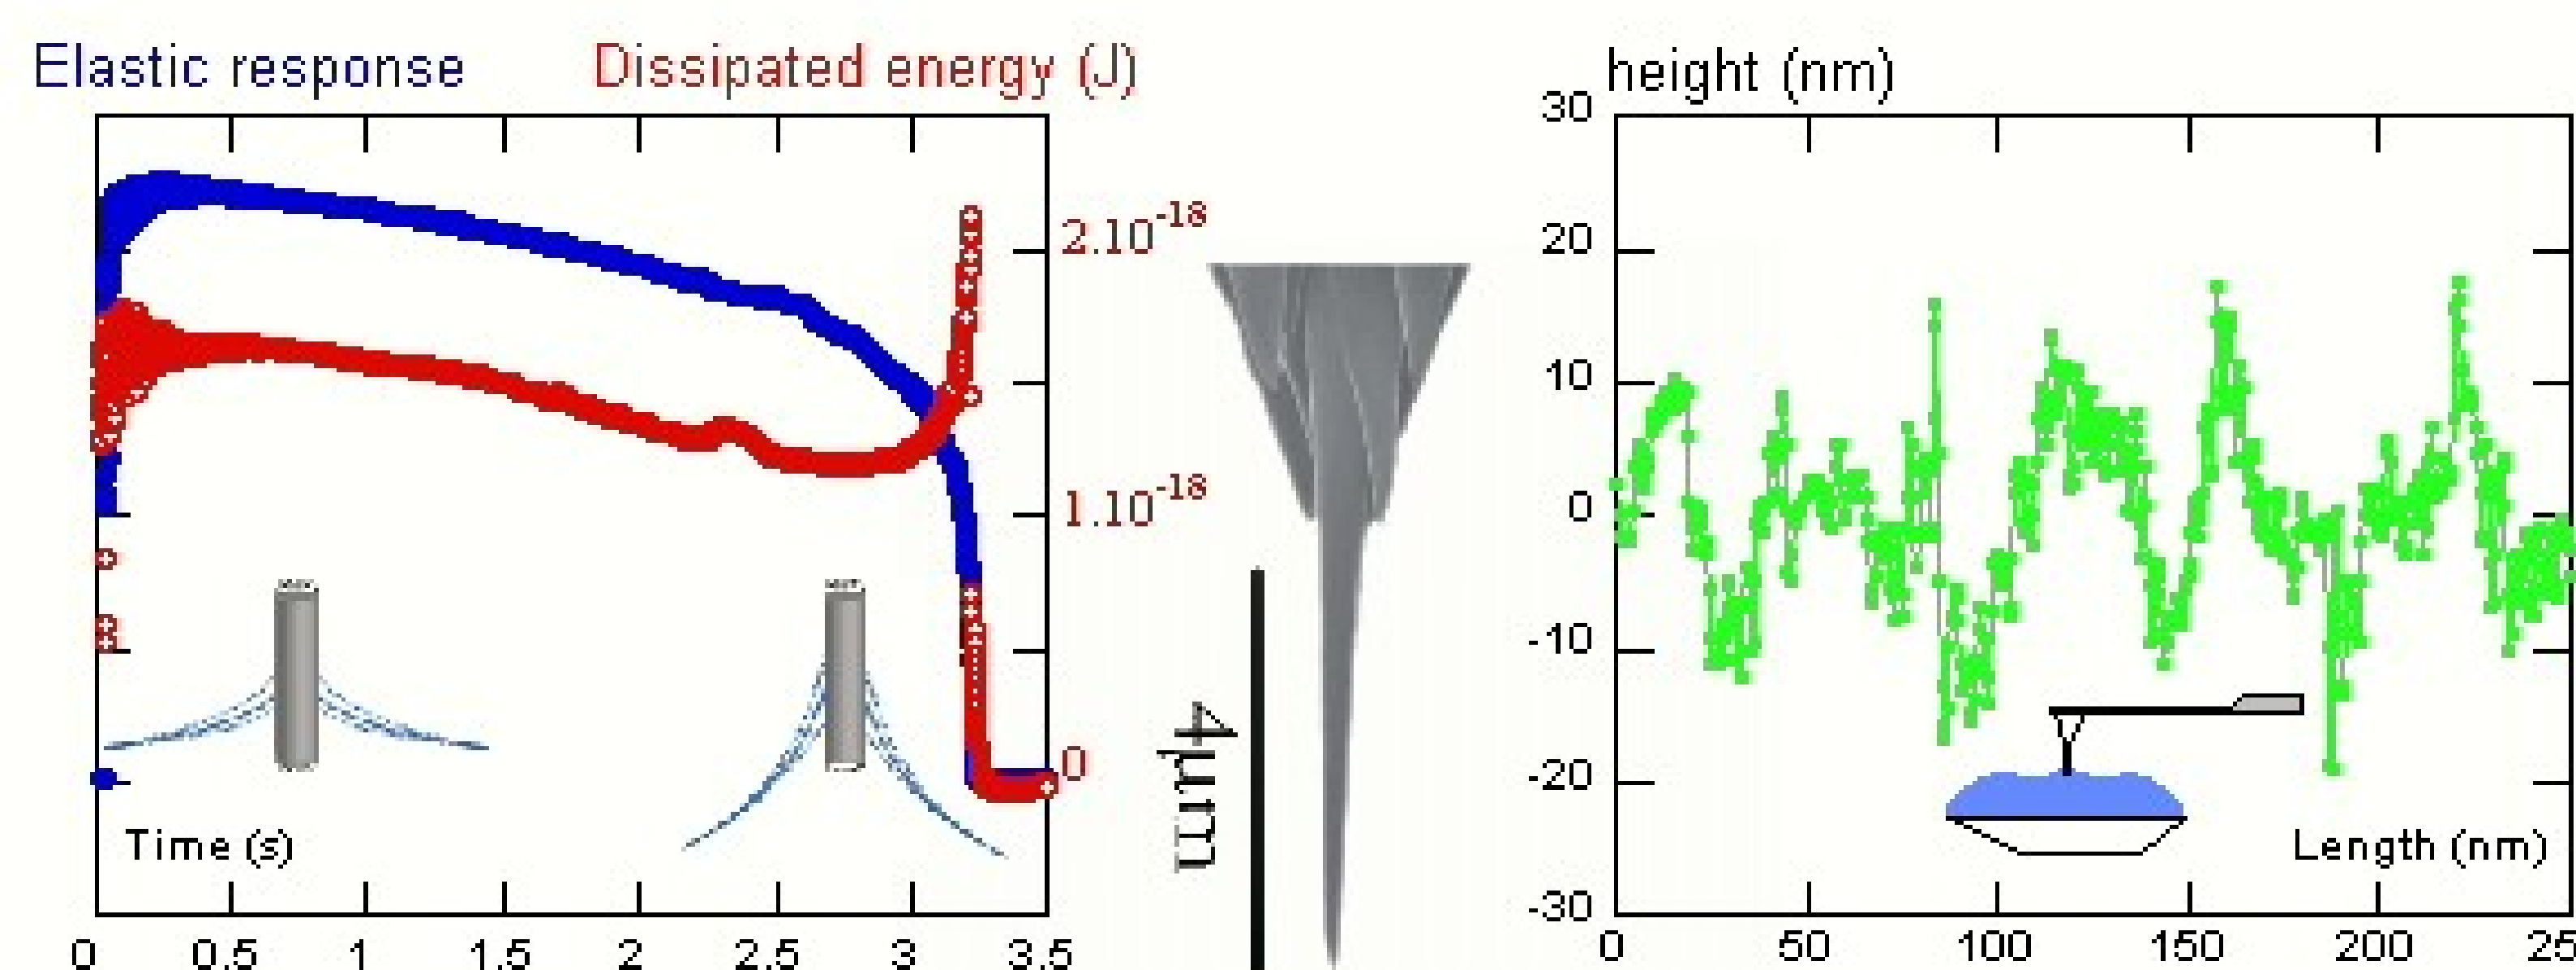 Elastic response
Dissipated energy (J)
2.10-18
1.10-18
0
Time (s)
0 0.5 1 1.5 2 2.5 3 3.5
4µm
height (nm)
30
20
10
0
-10
-20
-30
Length (nm)
0 50 100 150 200 25